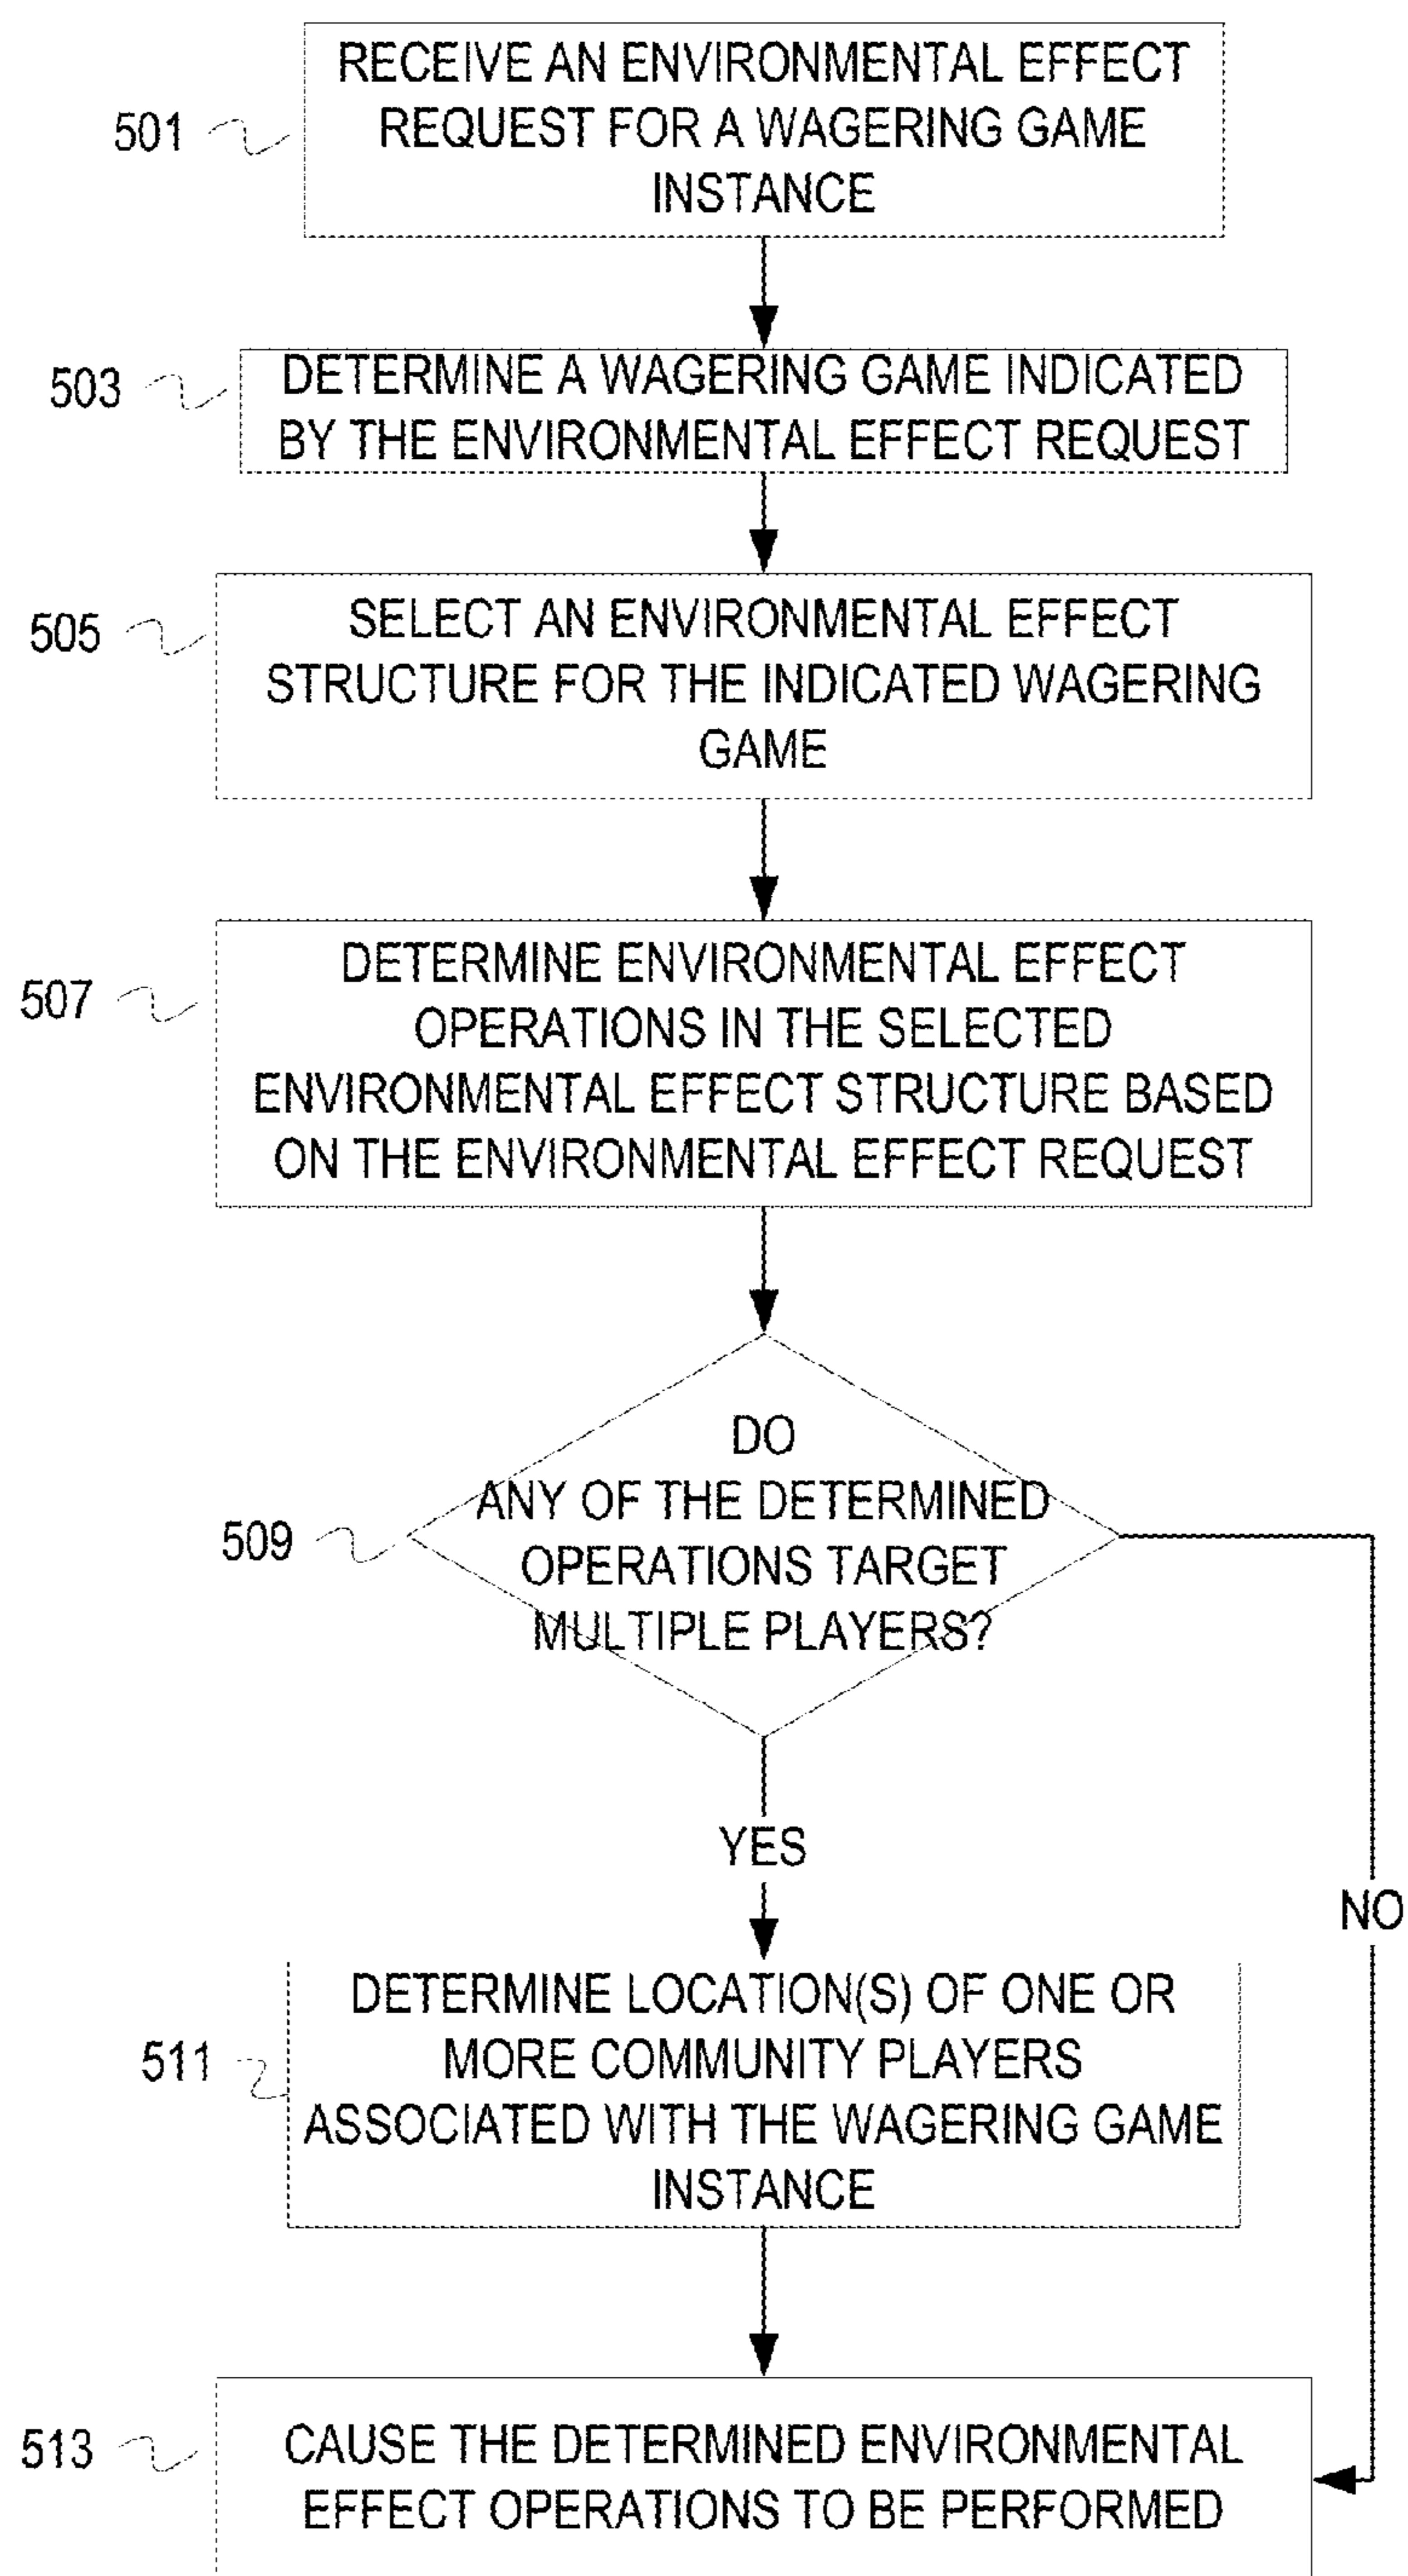 RECEIVE AN ENVIRONMENTAL EFFECT
REQUEST FOR A WAGERING GAME
INSTANCE
501
DETERMINE A WAGERING GAME INDICATED
BY THE ENVIRONMENTAL EFFECT REQUEST
503
SELECT AN ENVIRONMENTAL EFFECT
STRUCTURE FOR THE INDICATED WAGERING
GAME
505
DETERMINE ENVIRONMENTAL EFFECT
OPERATIONS IN THE SELECTED
ENVIRONMENTAL EFFECT STRUCTURE BASED
ON THE ENVIRONMENTAL EFFECT REQUEST
507
DO
ANY OF THE DETERMINED
OPERATIONS TARGET
MULTIPLE PLAYERS?
509
YES
NO
DETERMINE LOCATION(S) OF ONE OR
MORE COMMUNITY PLAYERS
ASSOCIATED WITH THE WAGERING GAME
INSTANCE
511
CAUSE THE DETERMINED ENVIRONMENTAL
EFFECT OPERATIONS TO BE PERFORMED
513